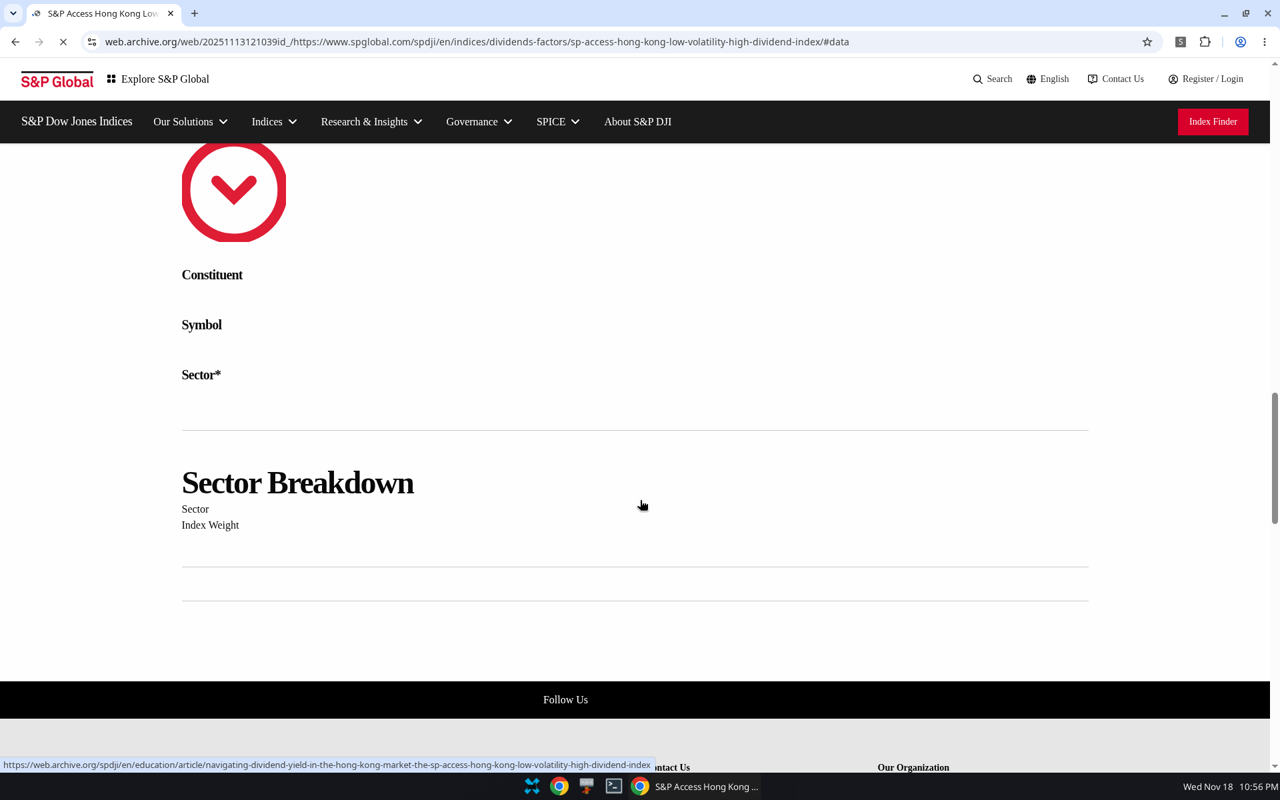 S&P Access Hong Kong Low
web.archive.org/web/20251113121039id_/https://www.spglobal.com/spdji/en/indices/dividends-factors/sp-access-hong-kong-low-volatility-high-dividend-index/#data
S
S&P Global
Explore S&P Global
Search
English
Contact Us
Register / Login
S&P Dow Jones Indices
Our Solutions
Indices
Research & Insights
Governance
SPICE
About S&P DJI
Index Finder
Constituent
Symbol
Sector*
Sector Breakdown
Sector
Index Weight
Follow Us
https://web.archive.org/spdji/en/education/article/navigating-dividend-yield-in-the-hong-kong-market-the-sp-access-hong-kong-low-volatility-high-dividend-index
ntact Us
Our Organization
S&P Access Hong Kong ...
Wed Nov 18 10:56 PM